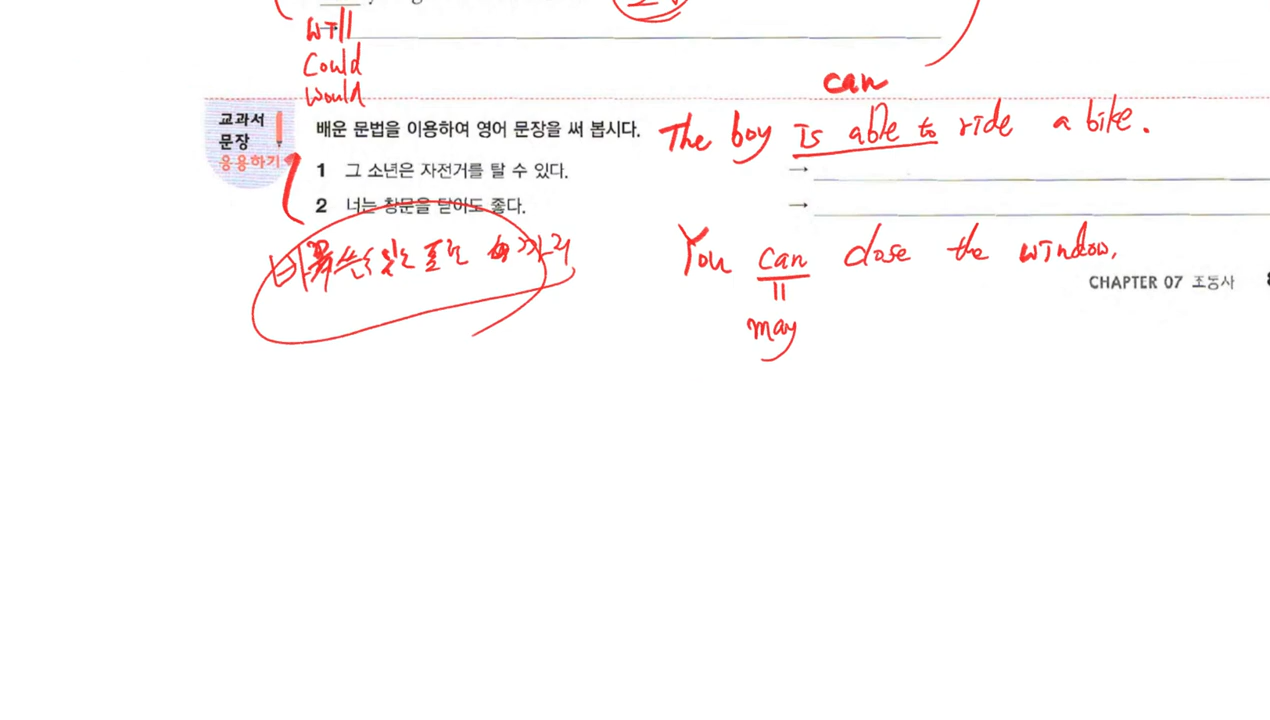 will
Could
would
can
교과서
문장
응용하기
배운 문법을 이용하여 영어 문장을 써 봅시다.
The boy is able to ride a bike.
1 그 소년은 자전거를 탈 수 있다.
→
2 너는 창문을 닫아도 좋다.
→
You can close the window.
may
CHAPTER 07 조동사